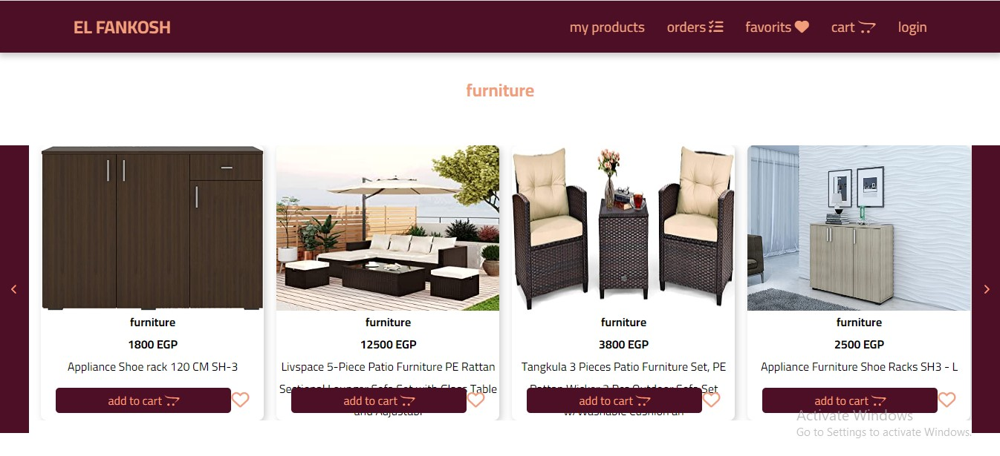 EL FANKOSH
my products
orders
favorits
cart
login
furniture
furniture
1800 EGP
Appliance Shoe rack 120 CM SH-3
add to cart
furniture
12500 EGP
Livspace 5-Piece Patio Furniture PE Rattan
Sectional Lounger Sofa Set with Glass Table
and Adjustabl
add to cart
furniture
3800 EGP
Tangkula 3 Pieces Patio Furniture Set, PE
Rattan Wicker 3 Pcs Outdoor Sofa Set
w/Washable Cushion an
add to cart
furniture
2500 EGP
Appliance Furniture Shoe Racks SH3 - L
add to cart
Activate Windows
Go to Settings to activate Windows.